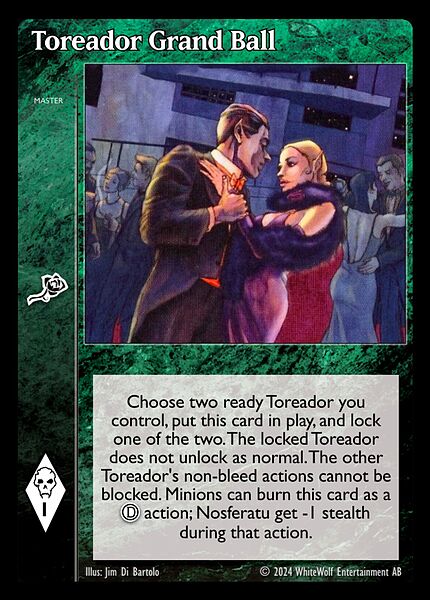 Toreador Grand Ball
MASTER
Choose two ready Toreador you
control, put this card in play, and lock
one of the two. The locked Toreador
does not unlock as normal. The other
Toreador's non-bleed actions cannot be
blocked. Minions can burn this card as a
Ⓓ action; Nosferatu get -1 stealth
during that action.
I
Illus: Jim Di Bartolo © 2024 WhiteWolf Entertainment AB